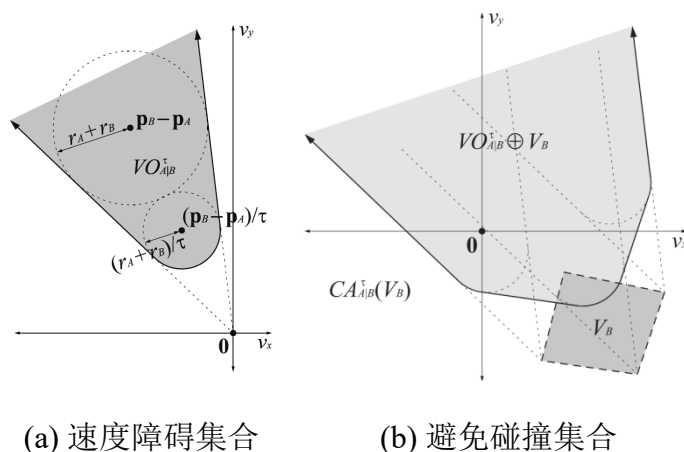 v_y
r_A+r_B
p_B−p_A
VO^τ_{A|B}
(p_B−p_A)/τ
(r_A+r_B)/τ
0
v_x
(a) 速度障碍集合
v_y
VO^τ_{A|B}⊕V_B
0
v_x
CA^τ_{A|B}(V_B)
V_B
(b) 避免碰撞集合